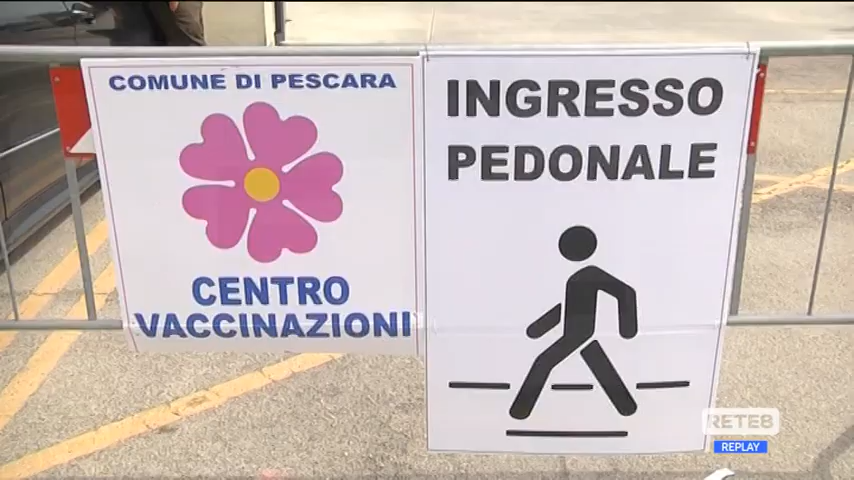 COMUNE DI PESCARA
CENTRO
VACCINAZIONI
INGRESSO
PEDONALE
RETE8
REPLAY